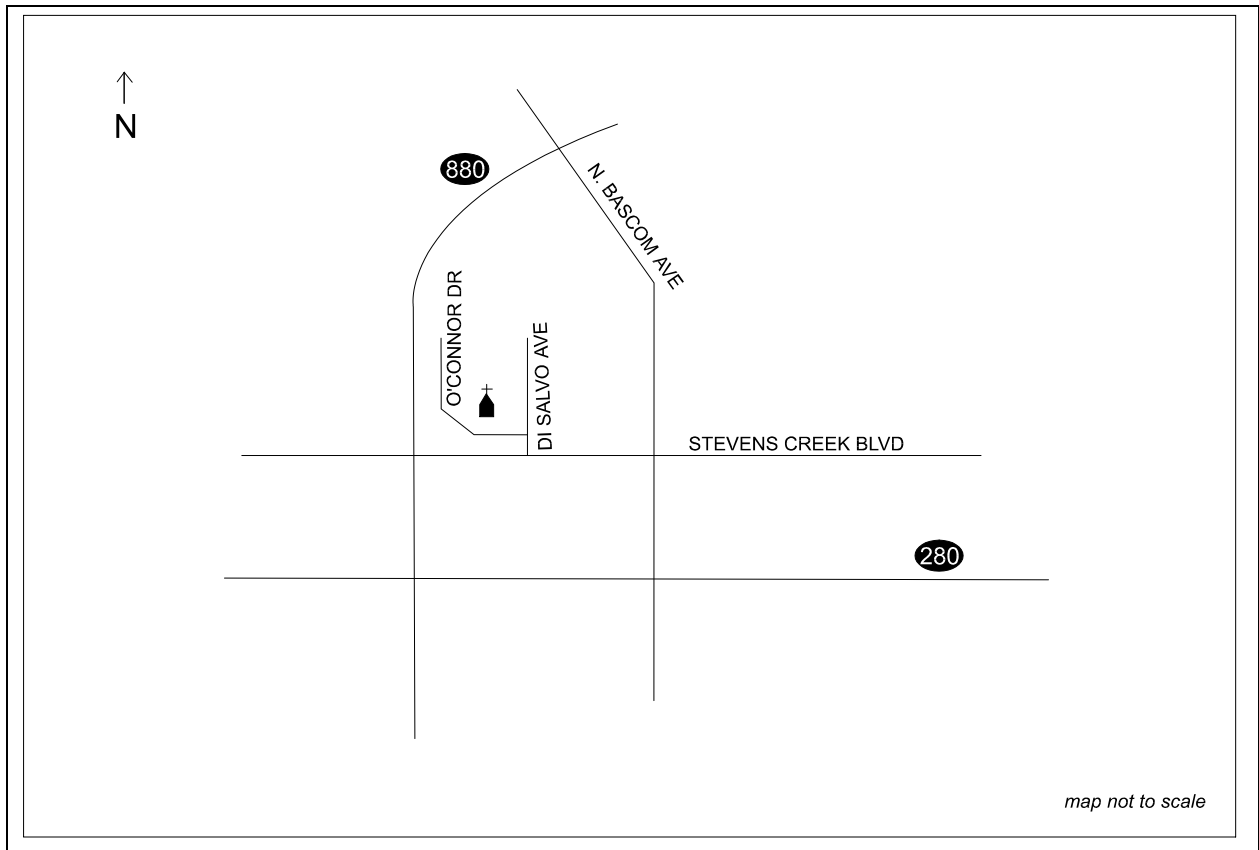 N
880
N. BASCOM AVE
O'CONNOR DR
DI SALVO AVE
STEVENS CREEK BLVD
280
map not to scale